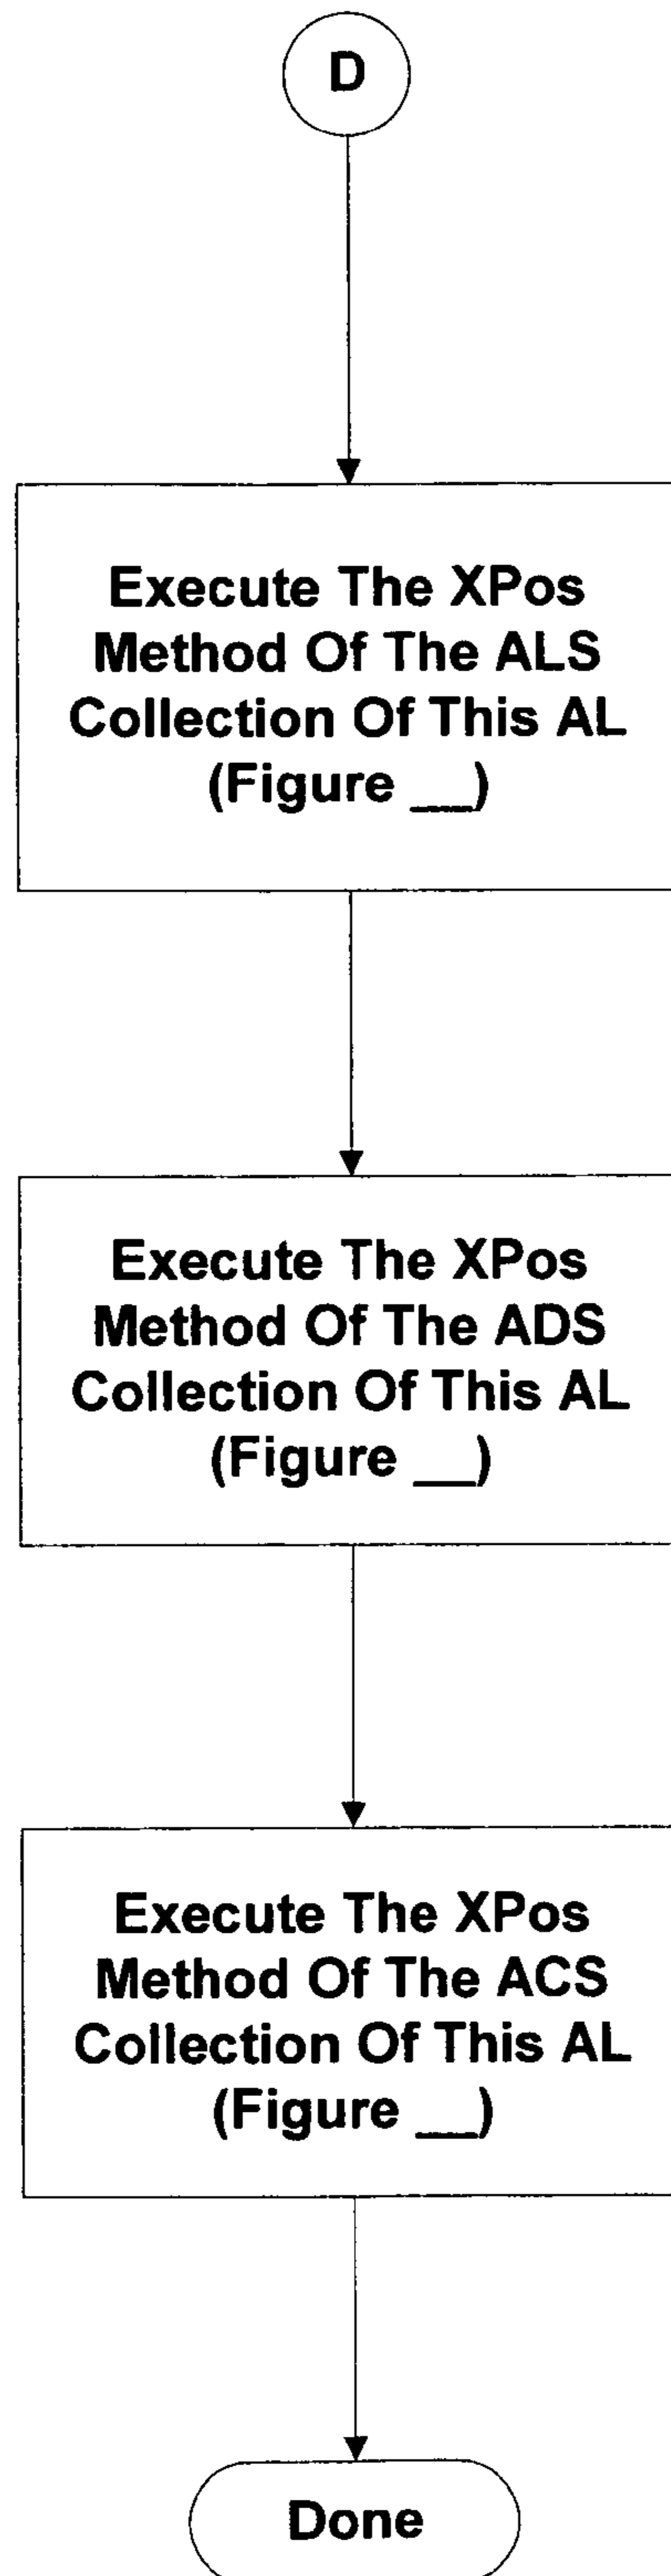 D
Execute The XPos
Method Of The ALS
Collection Of This AL
(Figure __)
Execute The XPos
Method Of The ADS
Collection Of This AL
(Figure __)
Execute The XPos
Method Of The ACS
Collection Of This AL
(Figure __)
Done